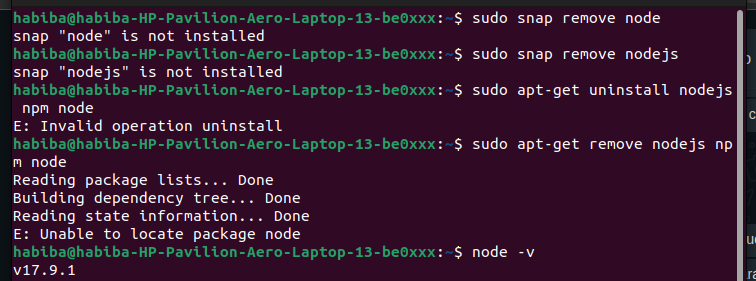 habiba@habiba-HP-Pavilion-Aero-Laptop-13-be0xxx:~$ sudo snap remove node
snap "node" is not installed
habiba@habiba-HP-Pavilion-Aero-Laptop-13-be0xxx:~$ sudo snap remove nodejs
snap "nodejs" is not installed
habiba@habiba-HP-Pavilion-Aero-Laptop-13-be0xxx:~$ sudo apt-get uninstall nodejs
 npm node
E: Invalid operation uninstall
habiba@habiba-HP-Pavilion-Aero-Laptop-13-be0xxx:~$ sudo apt-get remove nodejs np
m node
Reading package lists... Done
Building dependency tree... Done
Reading state information... Done
E: Unable to locate package node
habiba@habiba-HP-Pavilion-Aero-Laptop-13-be0xxx:~$ node -v
v17.9.1